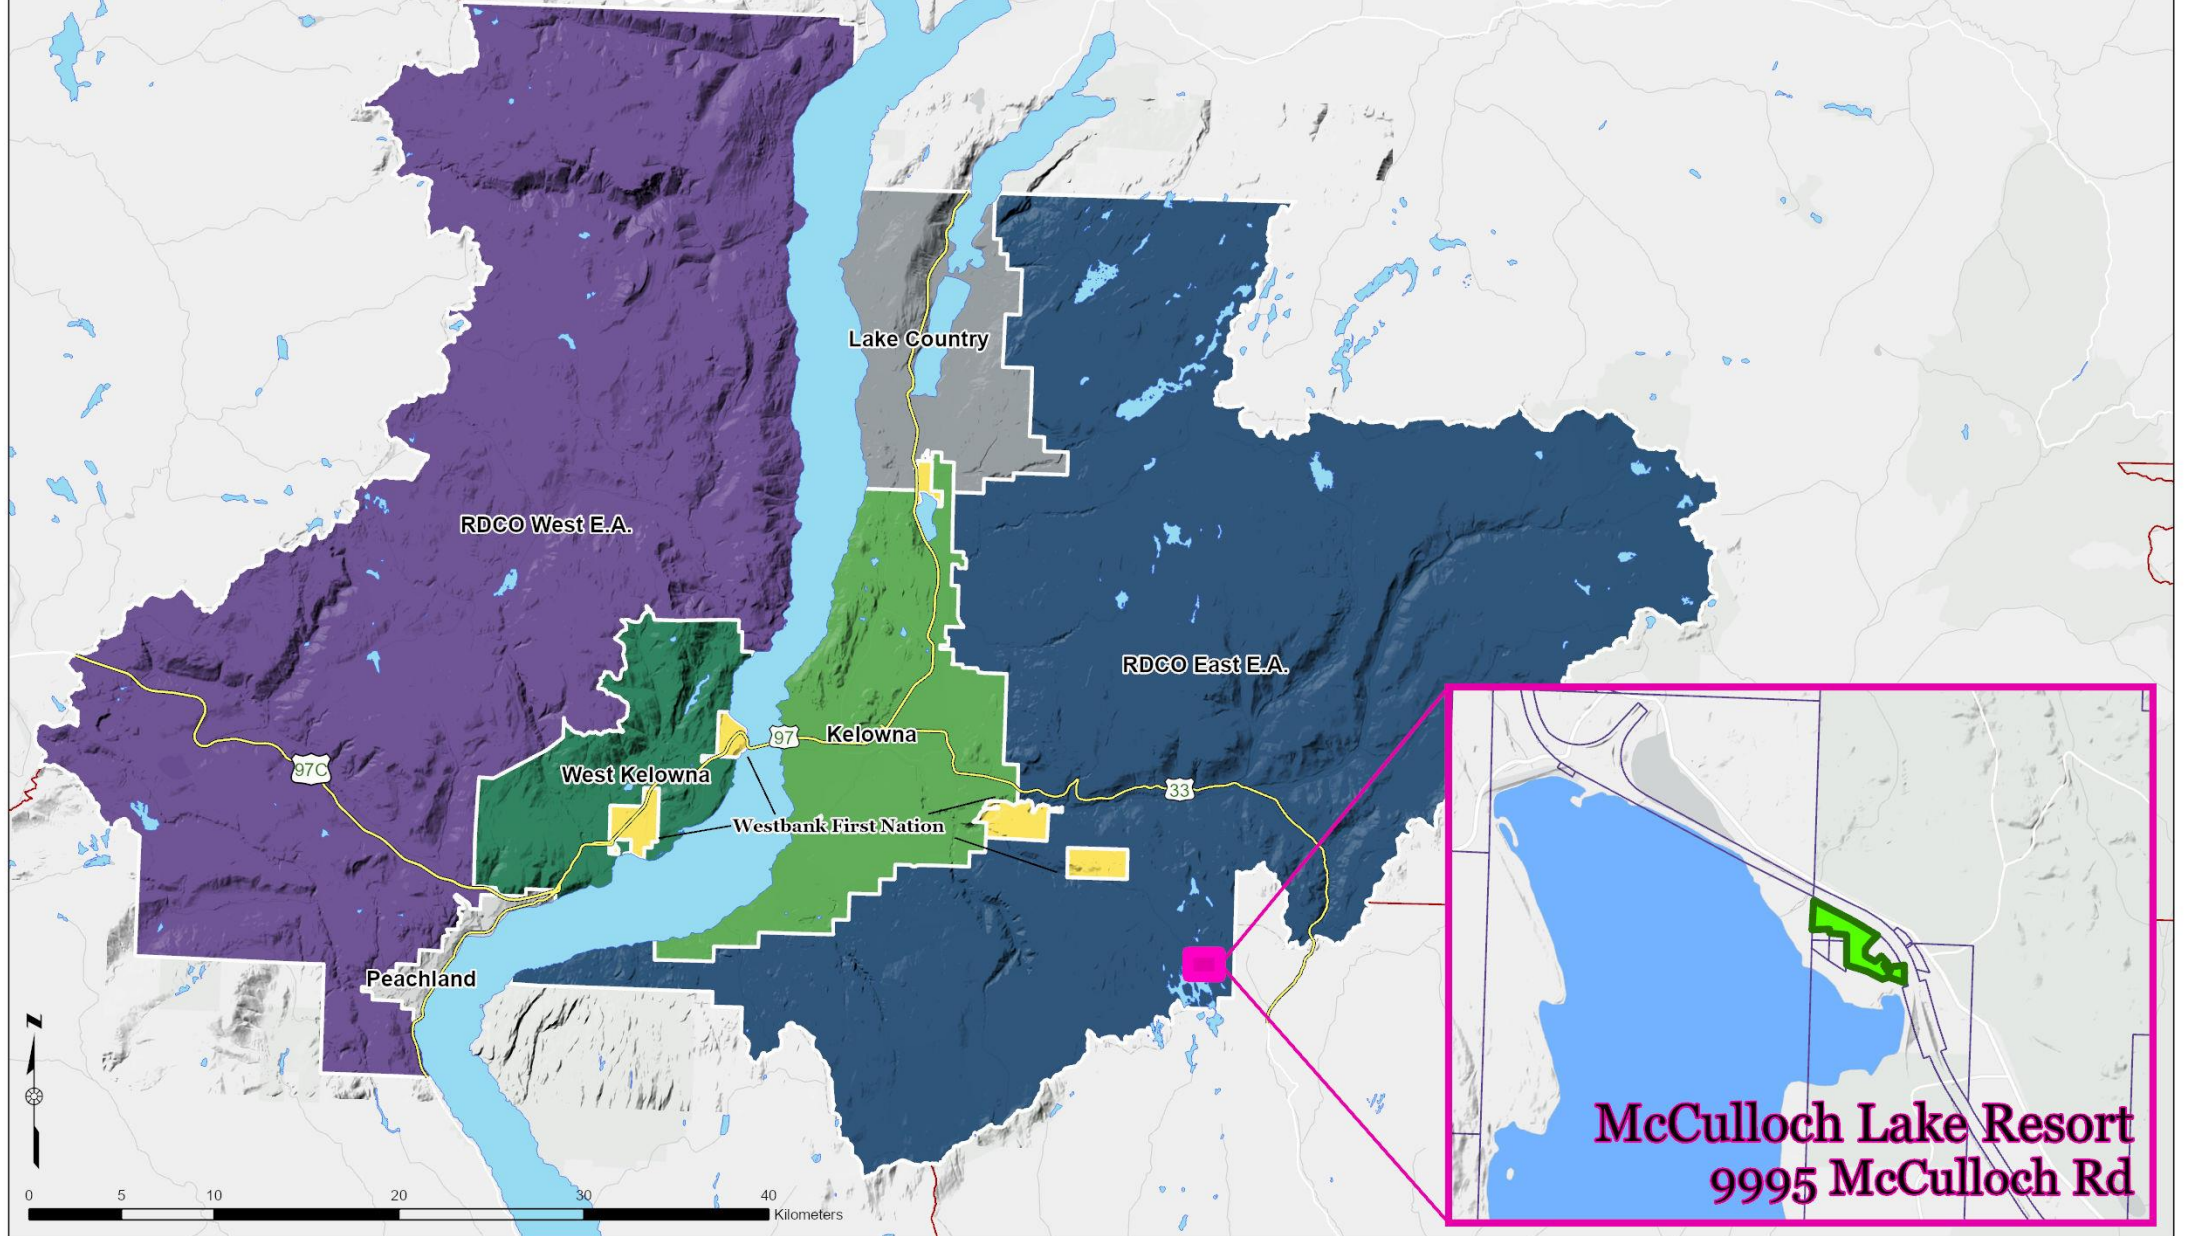 Lake Country
RDCO West E.A.
RDCO East E.A.
97
Kelowna
97C
West Kelowna
33
Westbank First Nation
Peachland
N
0 5 10 20 30 40
Kilometers
McCulloch Lake Resort
9995 McCulloch Rd